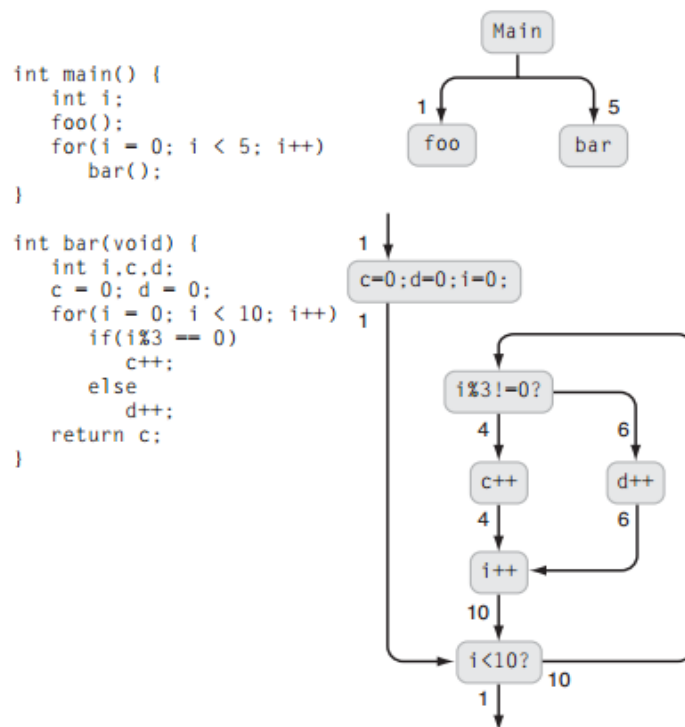 int main() {
int i;
foo();
for(i = 0; i < 5; i++)
bar();
}
int bar(void) {
int i,c,d;
c = 0; d = 0;
for(i = 0; i < 10; i++)
if(i%3 == 0)
c++;
else
d++;
return c;
}
Main
1
5
foo
bar
1
c=0;d=0;i=0;
1
i%3!=0?
4
6
c++
d++
4
6
i++
10
i<10?
10
1